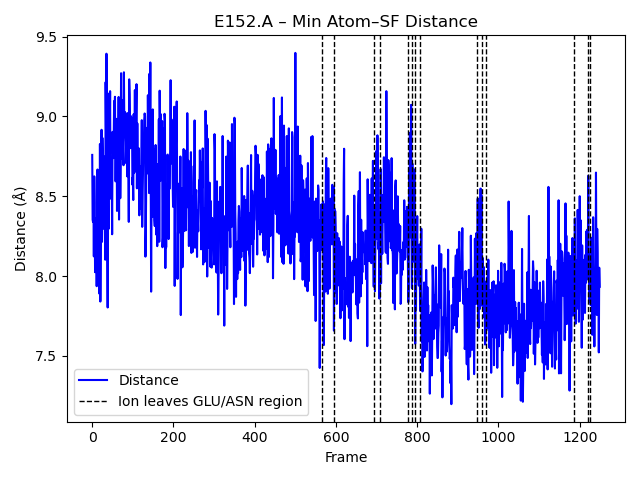 E152.A – Min Atom–SF Distance
9.5
9.0
8.5
8.0
7.5
Distance (Å)
Distance
Ion leaves GLU/ASN region
0 200 400 600 800 1000 1200
Frame